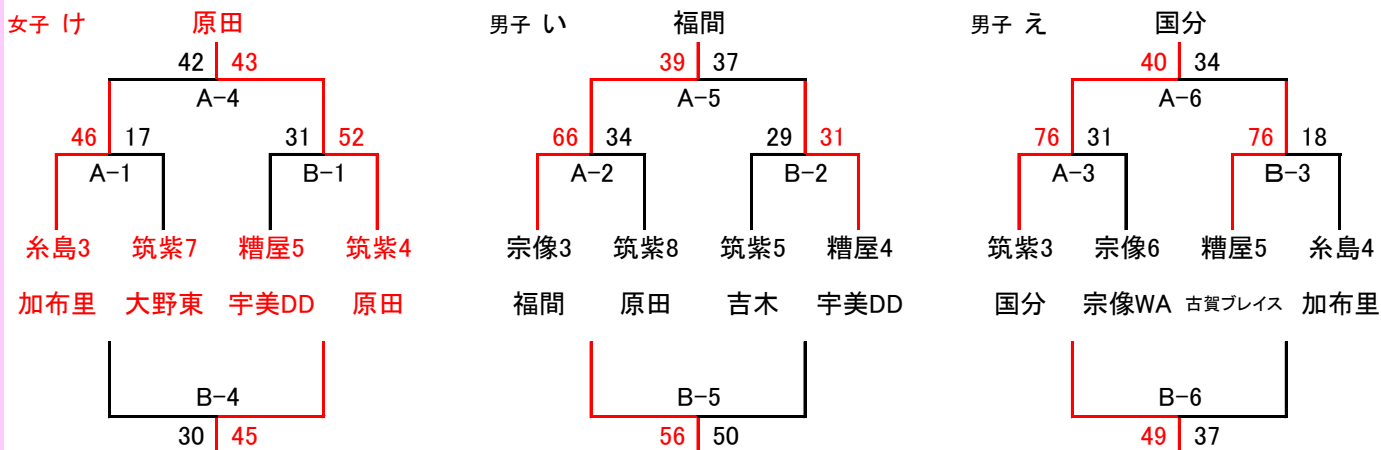 女子 け 原田 男子 い 福間 男子 え 国分
42 43 39 37 40 34
A-4 A-5 A-6
46 17 31 52 66 34 29 31 76 31 76 18
A-1 B-1 A-2 B-2 A-3 B-3
糸島3 筑紫7 糟屋5 筑紫4 宗像3 筑紫8 筑紫5 糟屋4 筑紫3 宗像6 糟屋5 糸島4
加布里 大野東 宇美DD 原田 福間 原田 吉木 宇美DD 国分 宗像WA 古賀ブレイス 加布里
B-4 B-5 B-6
30 45 56 50 49 37